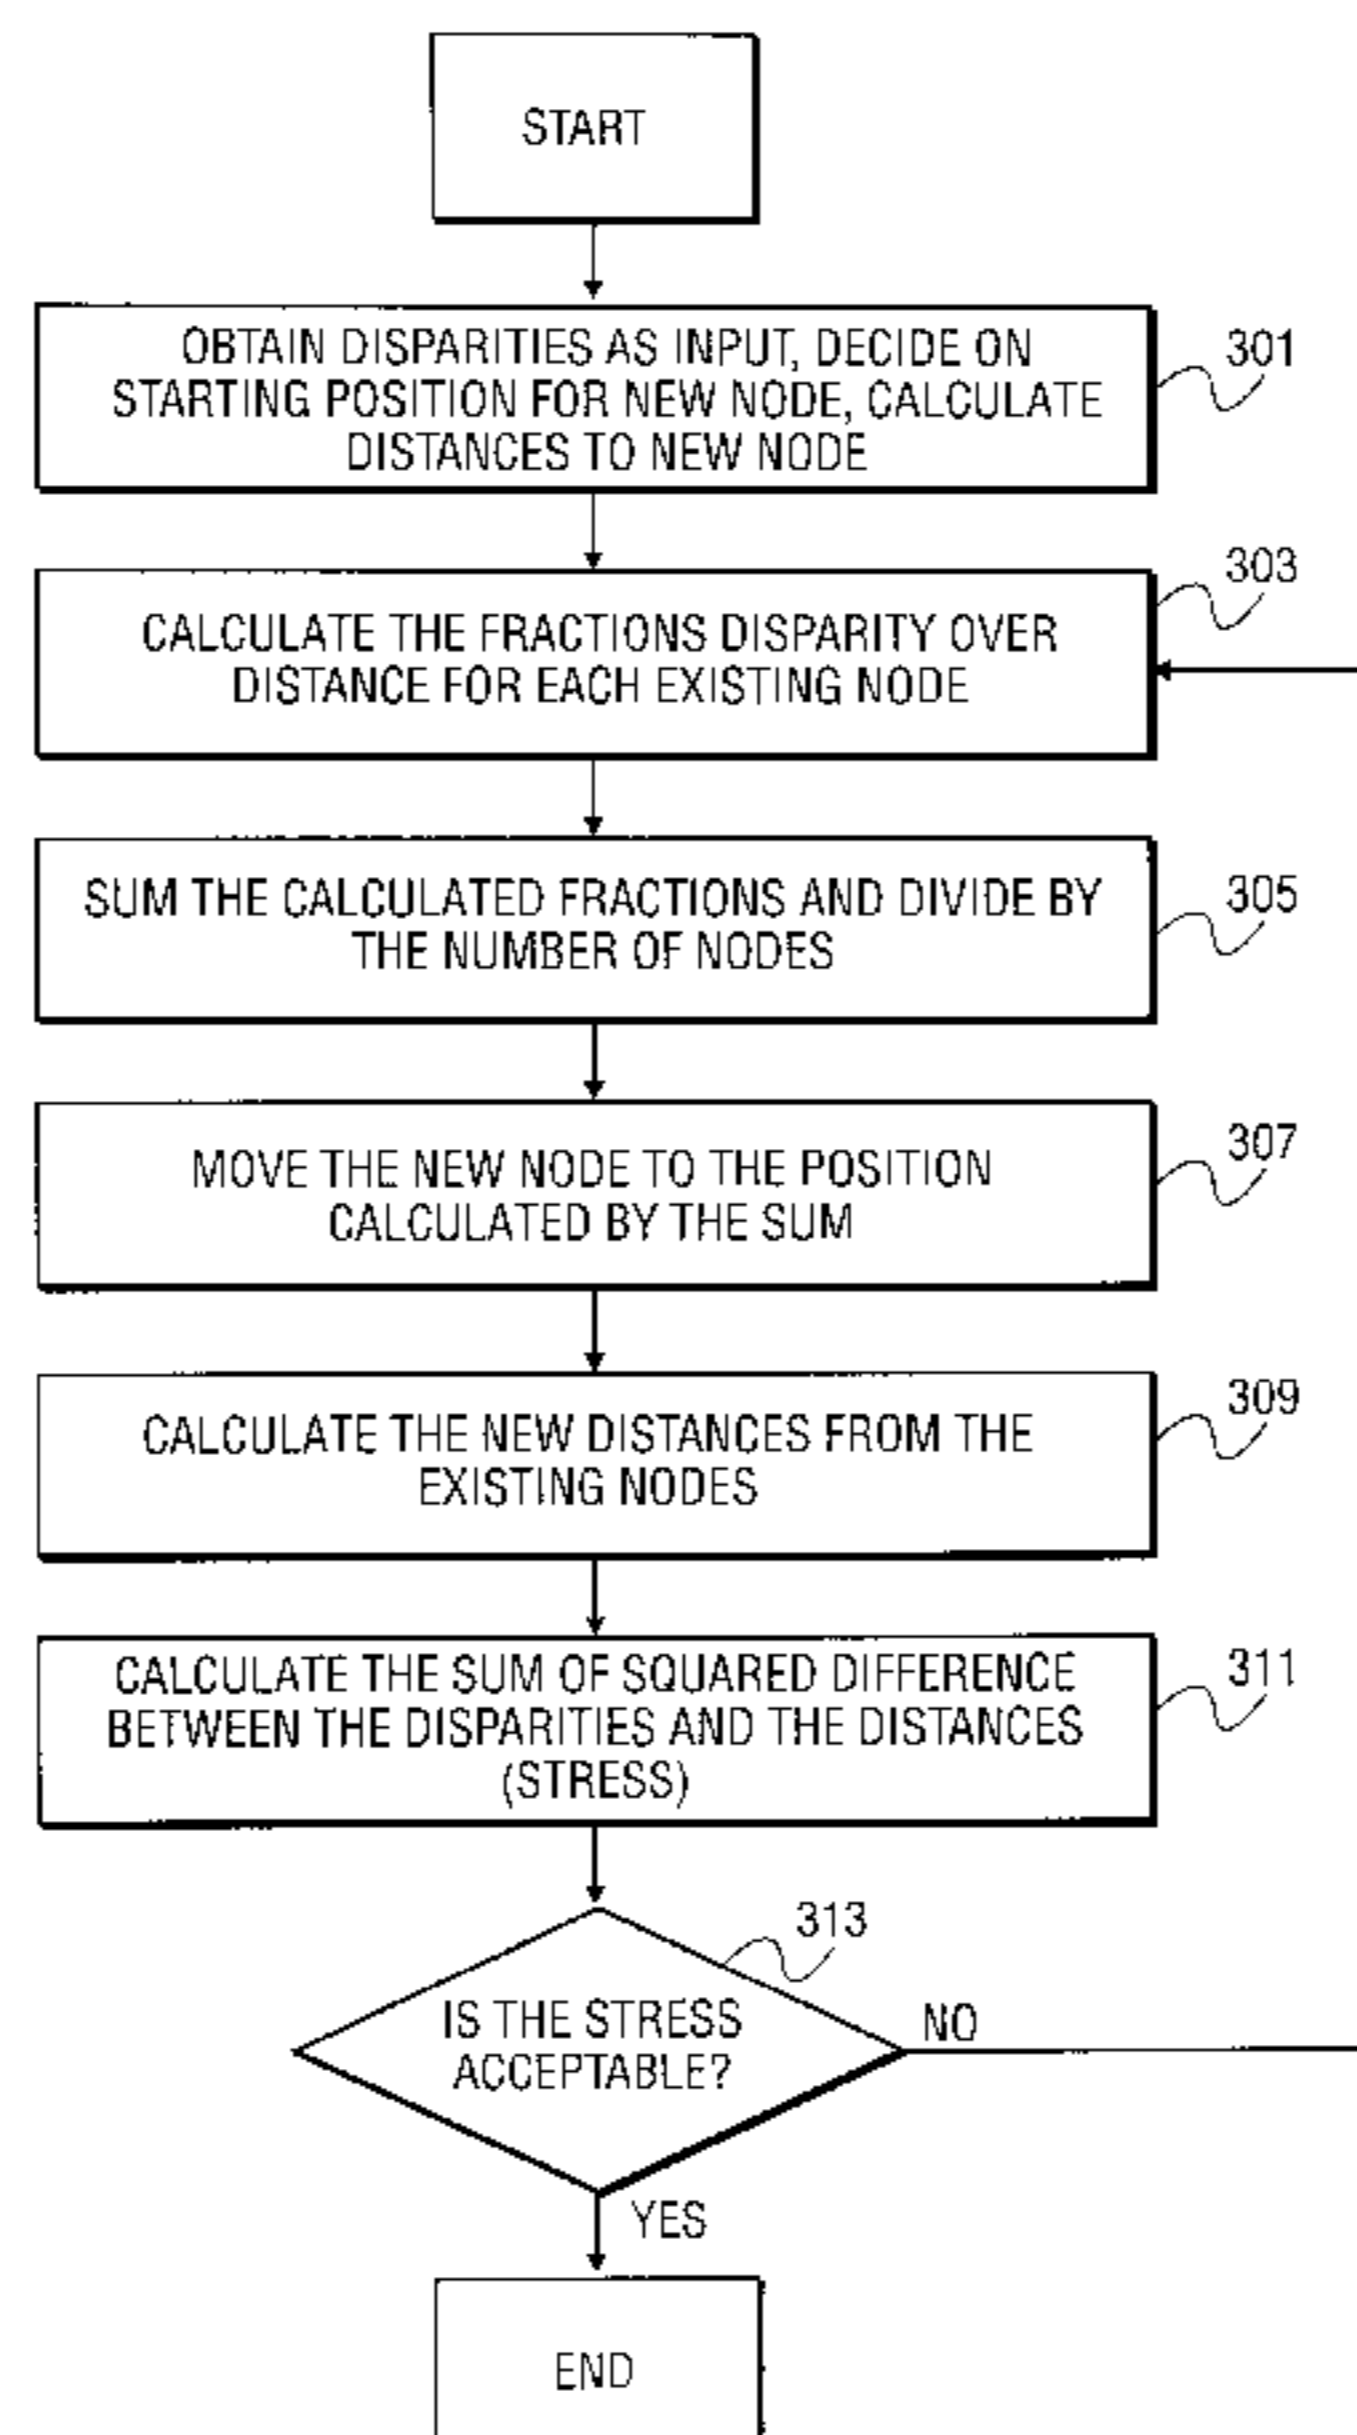 START
OBTAIN DISPARITIES AS INPUT, DECIDE ON
STARTING POSITION FOR NEW NODE, CALCULATE
DISTANCES TO NEW NODE
301
303
CALCULATE THE FRACTIONS DISPARITY OVER
DISTANCE FOR EACH EXISTING NODE
SUM THE CALCULATED FRACTIONS AND DIVIDE BY
THE NUMBER OF NODES
305
307
MOVE THE NEW NODE TO THE POSITION
CALCULATED BY THE SUM
309
CALCULATE THE NEW DISTANCES FROM THE
EXISTING NODES
311
CALCULATE THE SUM OF SQUARED DIFFERENCE
BETWEEN THE DISPARITIES AND THE DISTANCES
(STRESS)
313
IS THE STRESS
ACCEPTABLE?
NO
YES
END